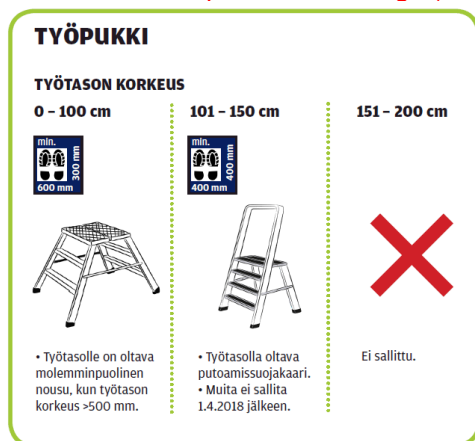 TYÖPUKKI
TYÖTASON KORKEUS
0 – 100 cm
min.
300 mm
600 mm
• Työtasolle on oltava
molemminpuolinen
nousu, kun työtason
korkeus >500 mm.
101 – 150 cm
min.
400 mm
400 mm
• Työtasolla oltava
putoamissuojakaari.
• Muita ei sallita
1.4.2018 jälkeen.
151 – 200 cm
Ei sallittu.